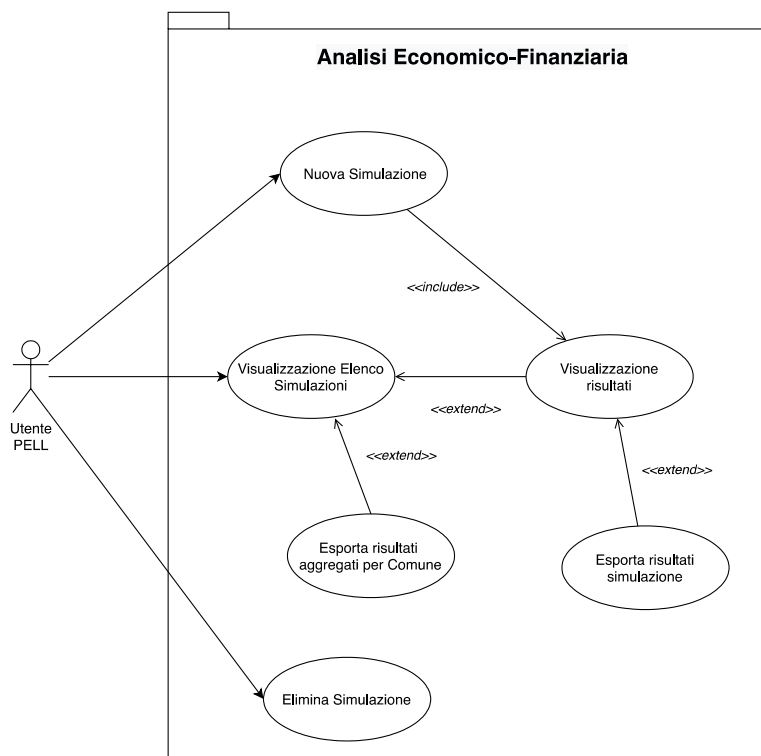 Analisi Economico-Finanziaria
Nuova Simulazione
<<include>>
Visualizzazione Elenco
Simulazioni
Visualizzazione
risultati
<<extend>>
Utente
PELL
<<extend>>
<<extend>>
Esporta risultati
aggregati per Comune
Esporta risultati
simulazione
Elimina Simulazione